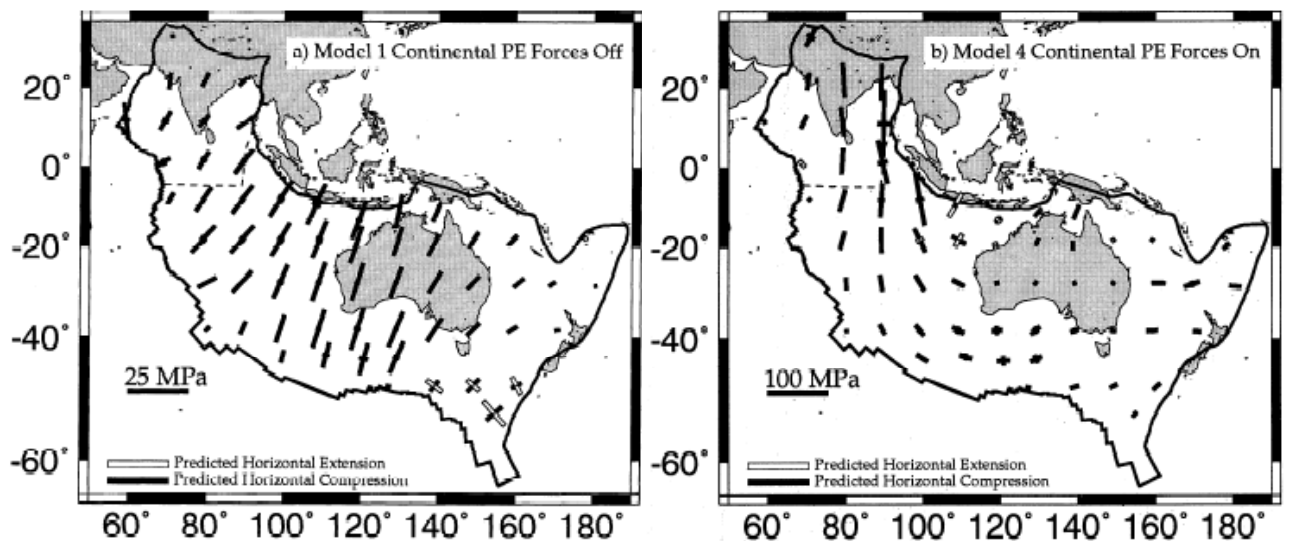 a) Model 1 Continental PE Forces Off
20°
0°
-20°
-40°
-60°
25 MPa
Predicted Horizontal Extension
Predicted Horizontal Compression
60° 80° 100° 120° 140° 160° 180°
b) Model 4 Continental PE Forces On
20°
0°
-20°
-40°
-60°
100 MPa
Predicted Horizontal Extension
Predicted Horizontal Compression
60° 80° 100° 120° 140° 160° 180°